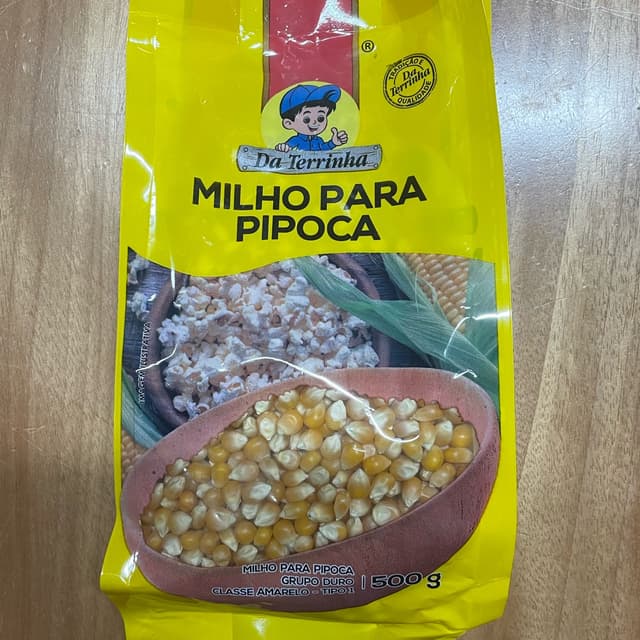 ®
TRADIÇÃO E
Da
Terrinha
QUALIDADE
Da Terrinha
MILHO PARA
PIPOCA
IMAGEM ILUSTRATIVA
MILHO PARA PIPOCA
GRUPO DURO
CLASSE AMARELO - TIPO 1
500 g